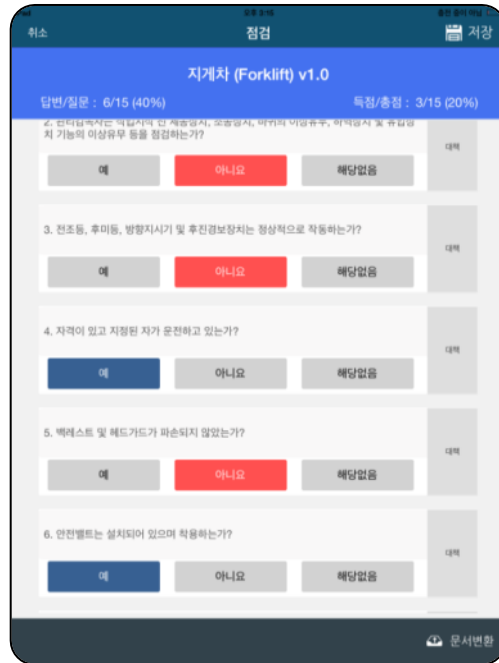 오후 3:15
취소
점검
저장
지게차 (Forklift) v1.0
답변/질문 : 6/15 (40%)
득점/총점 : 3/15 (20%)
치 기능의 이상유무 등을 점검하는가?
대책
예
아니요
해당없음
3. 전조등, 후미등, 방향지시기 및 후진경보장치는 정상적으로 작동하는가?
대책
예
아니요
해당없음
4. 자격이 있고 지정된 자가 운전하고 있는가?
대책
예
아니요
해당없음
5. 백레스트 및 헤드가드가 파손되지 않았는가?
대책
예
아니요
해당없음
6. 안전밸트는 설치되어 있으며 착용하는가?
대책
예
아니요
해당없음
문서변환